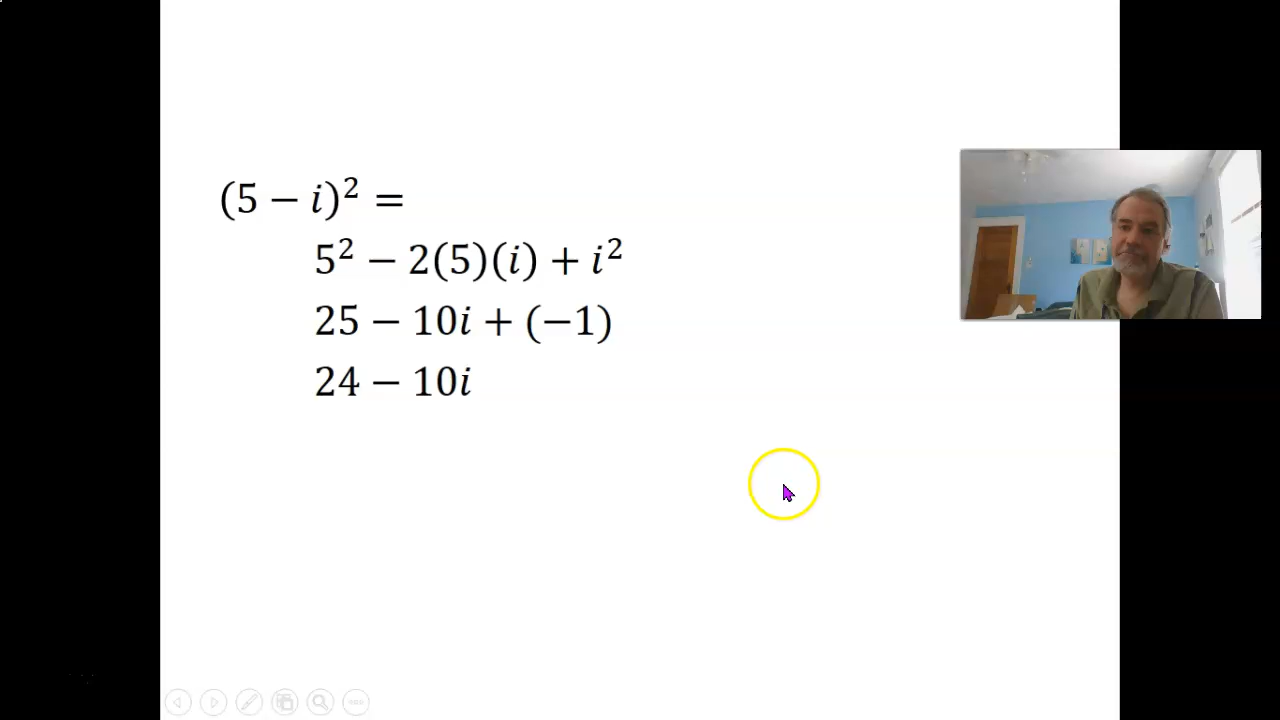 (5 − i)² =
5² − 2(5)(i) + i²
25 − 10i + (−1)
24 − 10i